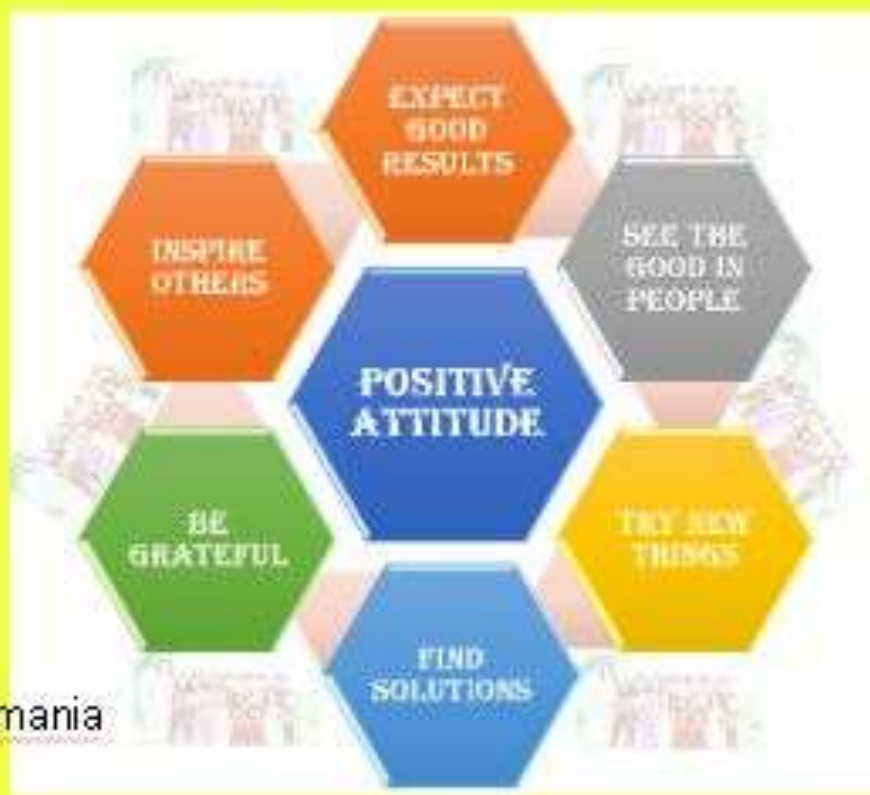 EXPECT
GOOD
RESULTS
INSPIRE
OTHERS
SEE THE
GOOD IN
PEOPLE
POSITIVE
ATTITUDE
BE
GRATEFUL
TRY NEW
THINGS
FIND
SOLUTIONS
mania